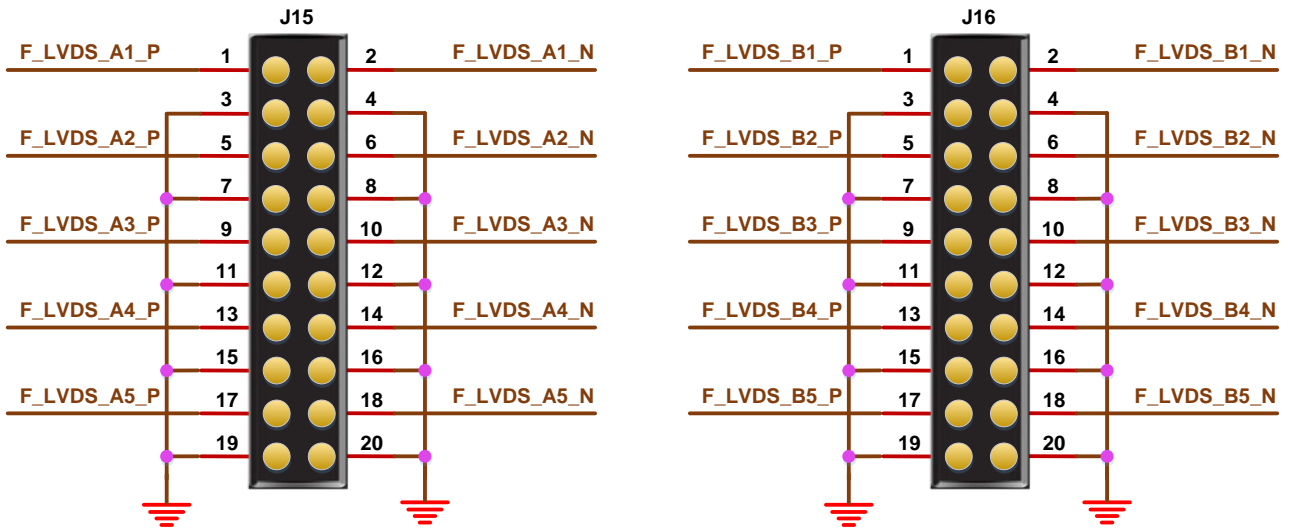 J15 J16
F_LVDS_A1_P 1 2 F_LVDS_A1_N F_LVDS_B1_P 1 2 F_LVDS_B1_N
3 4 3 4
F_LVDS_A2_P 5 6 F_LVDS_A2_N F_LVDS_B2_P 5 6 F_LVDS_B2_N
7 8 7 8
F_LVDS_A3_P 9 10 F_LVDS_A3_N F_LVDS_B3_P 9 10 F_LVDS_B3_N
11 12 11 12
F_LVDS_A4_P 13 14 F_LVDS_A4_N F_LVDS_B4_P 13 14 F_LVDS_B4_N
15 16 15 16
F_LVDS_A5_P 17 18 F_LVDS_A5_N F_LVDS_B5_P 17 18 F_LVDS_B5_N
19 20 19 20